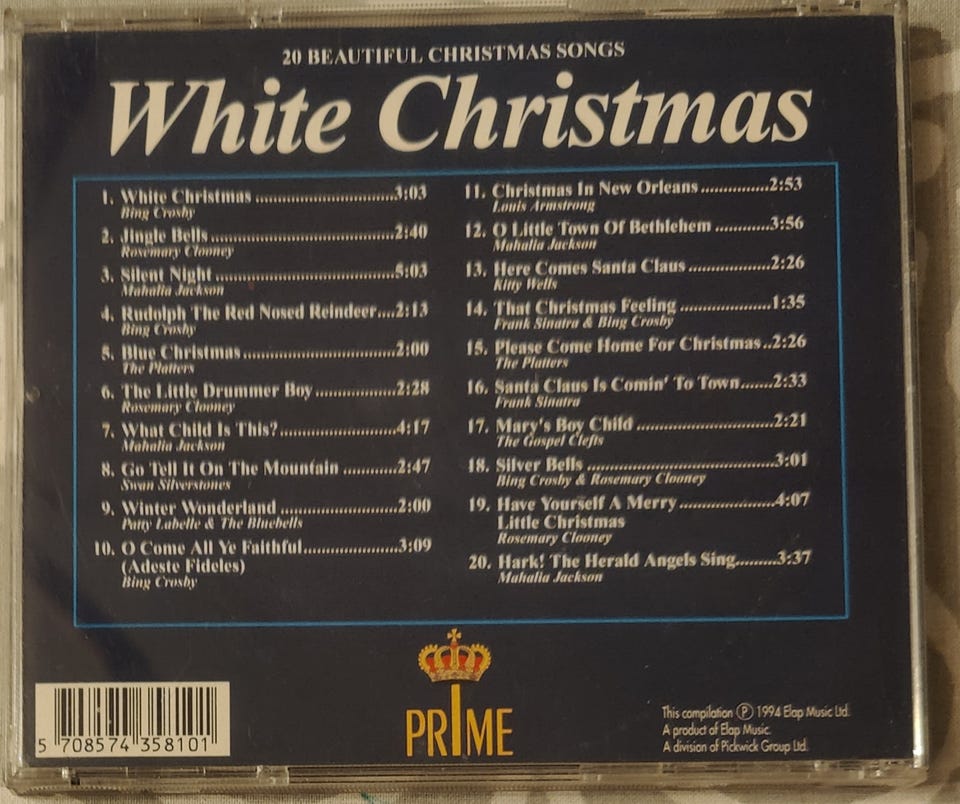 20 BEAUTIFUL CHRISTMAS SONGS
White Christmas
1. White Christmas ..................................3:03
Bing Crosby
2. Jingle Bells..............................................2:40
Rosemary Clooney
3. Silent Night ............................................5:03
Mahalia Jackson
4. Rudolph The Red Nosed Reindeer....2:13
Bing Crosby
5. Blue Christmas......................................2:00
The Platters
6. The Little Drummer Boy ....................2:28
Rosemary Clooney
7. What Child Is This?.............................4:17
Mahalia Jackson
8. Go Tell It On The Mountain .............2:47
Swan Silverstones
9. Winter Wonderland .............................2:00
Patty Labelle & The Bluebells
10. O Come All Ye Faithful.......................3:09
(Adeste Fideles)
Bing Crosby
11. Christmas In New Orleans .................2:53
Louis Armstrong
12. O Little Town Of Bethlehem .............3:56
Mahalia Jackson
13. Here Comes Santa Claus ....................2:26
Kitty Wells
14. That Christmas Feeling .......................1:35
Frank Sinatra & Bing Crosby
15. Please Come Home For Christmas..2:26
The Platters
16. Santa Claus Is Comin' To Town.......2:33
Frank Sinatra
17. Mary's Boy Child .................................2:21
The Gospel Clefts
18. Silver Bells .............................................3:01
Bing Crosby & Rosemary Clooney
19. Have Yourself A Merry.......................4:07
Little Christmas
Rosemary Clooney
20. Hark! The Herald Angels Sing.........3:37
Mahalia Jackson
5 708574 358101
PRIME
This compilation ℗ 1994 Elap Music Ltd.
A product of Elap Music.
A division of Pickwick Group Ltd.